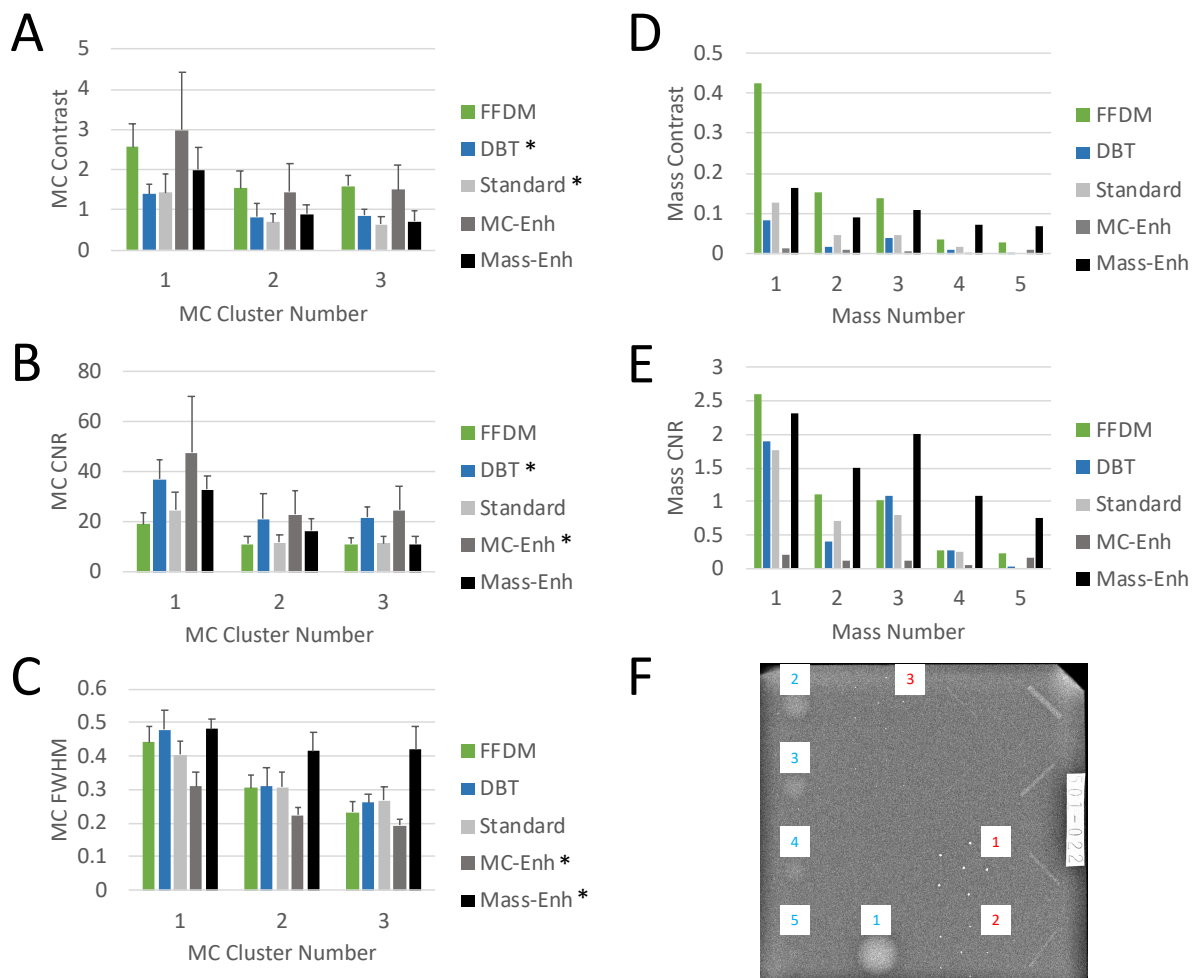 A
MC Contrast
5
4
3
2
1
0
1 2 3
MC Cluster Number
FFDM
DBT *
Standard *
MC-Enh
Mass-Enh
B
MC CNR
80
60
40
20
0
1 2 3
MC Cluster Number
FFDM
DBT *
Standard
MC-Enh *
Mass-Enh
C
MC FWHM
0.6
0.5
0.4
0.3
0.2
0.1
0
1 2 3
MC Cluster Number
FFDM
DBT
Standard
MC-Enh *
Mass-Enh *
D
Mass Contrast
0.5
0.4
0.3
0.2
0.1
0
1 2 3 4 5
Mass Number
FFDM
DBT
Standard
MC-Enh
Mass-Enh
E
Mass CNR
3
2.5
2
1.5
1
0.5
0
1 2 3 4 5
Mass Number
FFDM
DBT
Standard
MC-Enh
Mass-Enh
F
2 3
3
4 1
5 1 2
501-022